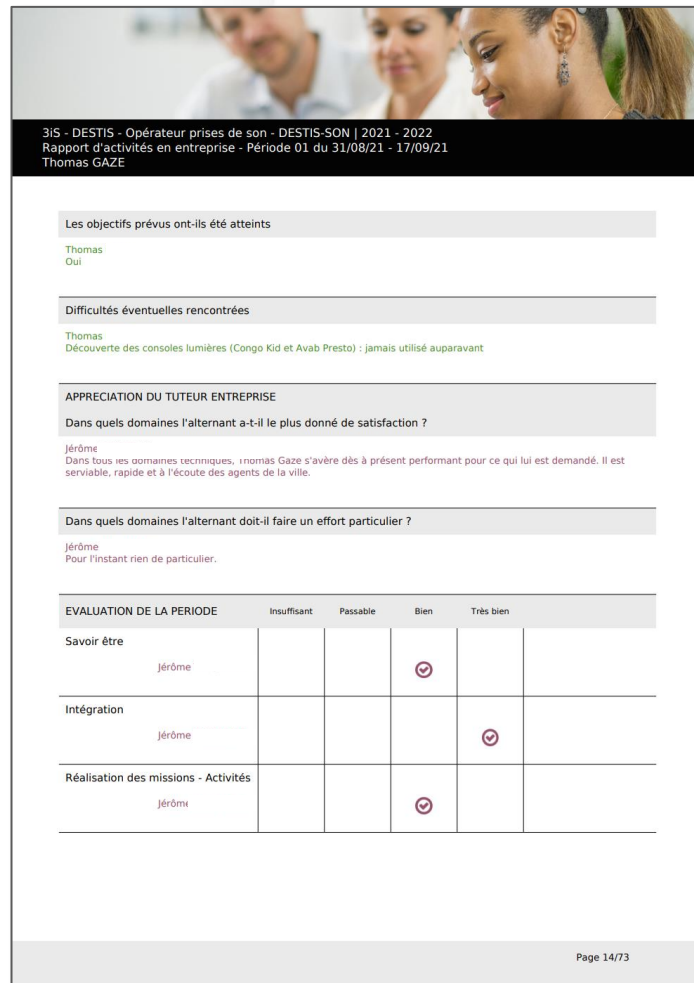 3iS - DESTIS - Opérateur prises de son - DESTIS-SON | 2021 - 2022
Rapport d'activités en entreprise - Période 01 du 31/08/21 - 17/09/21
Thomas GAZE
Les objectifs prévus ont-ils été atteints
Thomas
Oui
Difficultés éventuelles rencontrées
Thomas
Découverte des consoles lumières (Congo Kid et Avab Presto) : jamais utilisé auparavant
APPRECIATION DU TUTEUR ENTREPRISE
Dans quels domaines l'alternant a-t-il le plus donné de satisfaction ?
Jérôme
Dans tous les domaines techniques, Thomas Gaze s'avère dès à présent performant pour ce qui lui est demandé. Il est
serviable, rapide et à l'écoute des agents de la ville.
Dans quels domaines l'alternant doit-il faire un effort particulier ?
Jérôme
Pour l'instant rien de particulier.
EVALUATION DE LA PERIODE Insuffisant Passable Bien Très bien
Savoir être
Jérôme
Intégration
Jérôme
Réalisation des missions - Activités
Jérôme
Page 14/73